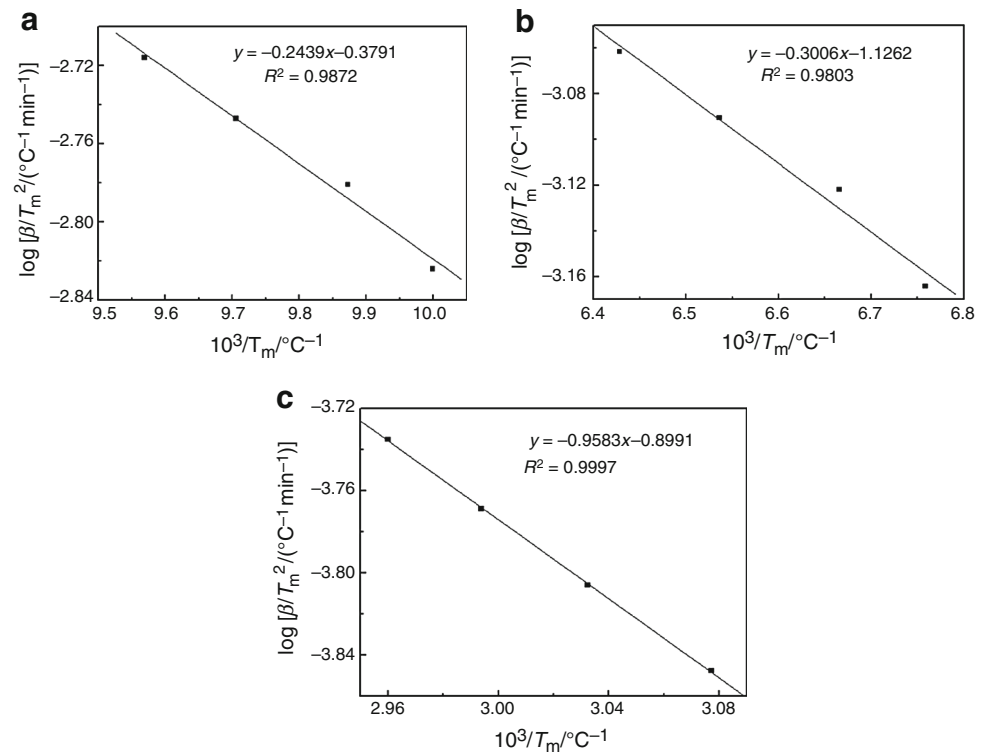 a
y = –0.2439x–0.3791
R² = 0.9872
–2.72
–2.76
–2.80
–2.84
log [β/Tm²/(°C⁻¹ min⁻¹)]
9.5 9.6 9.7 9.8 9.9 10.0
10³/Tm/°C⁻¹
b
y = –0.3006x–1.1262
R² = 0.9803
–3.08
–3.12
–3.16
log [β/Tm² /(°C⁻¹ min⁻¹)]
6.4 6.5 6.6 6.7 6.8
10³/Tm/°C⁻¹
c
y = –0.9583x–0.8991
R² = 0.9997
–3.72
–3.76
–3.80
–3.84
log [β/Tm²/(°C⁻¹ min⁻¹)]
2.96 3.00 3.04 3.08
10³/Tm/°C⁻¹